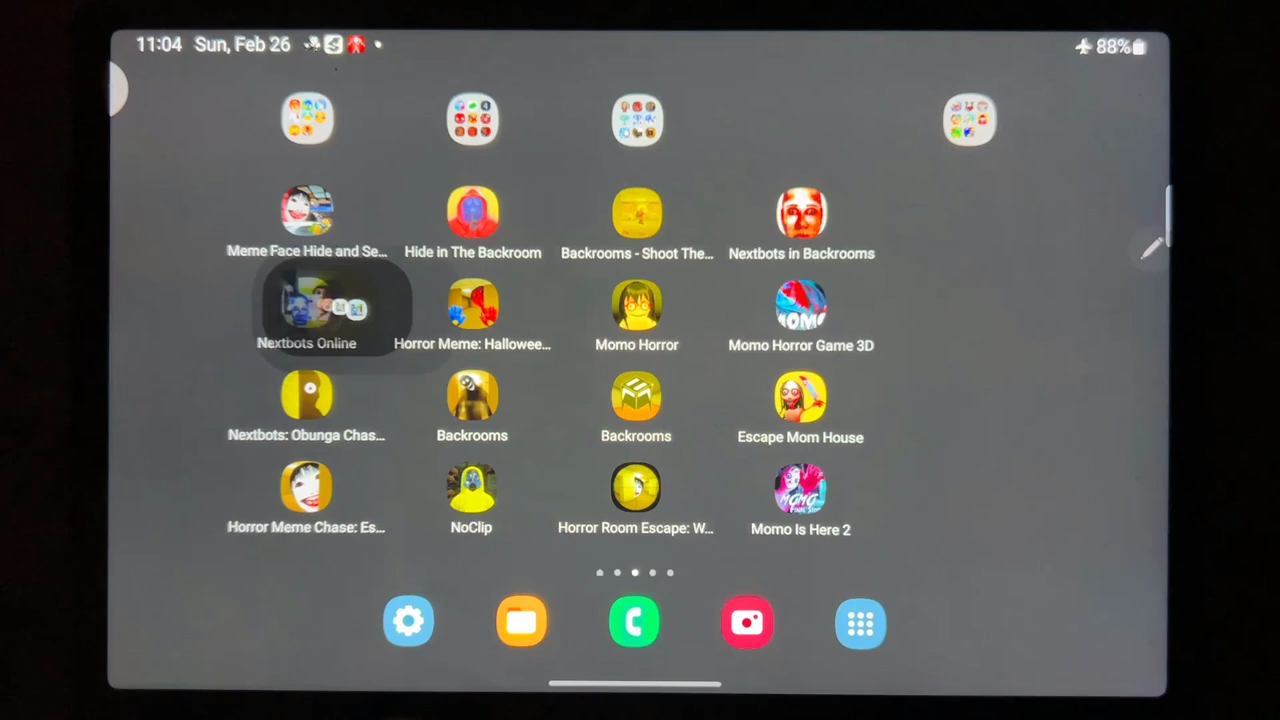 11:04 Sun, Feb 26
88%
Meme Face Hide and Se...
Hide in The Backroom
Backrooms - Shoot The...
Nextbots in Backrooms
MOMO
Nextbots Online
Horror Meme: Hallowee...
Momo Horror
Momo Horror Game 3D
Nextbots: Obunga Chas...
Backrooms
Backrooms
Escape Mom House
MOMO
Horror Meme Chase: Es...
NoClip
Horror Room Escape: W...
Momo Is Here 2